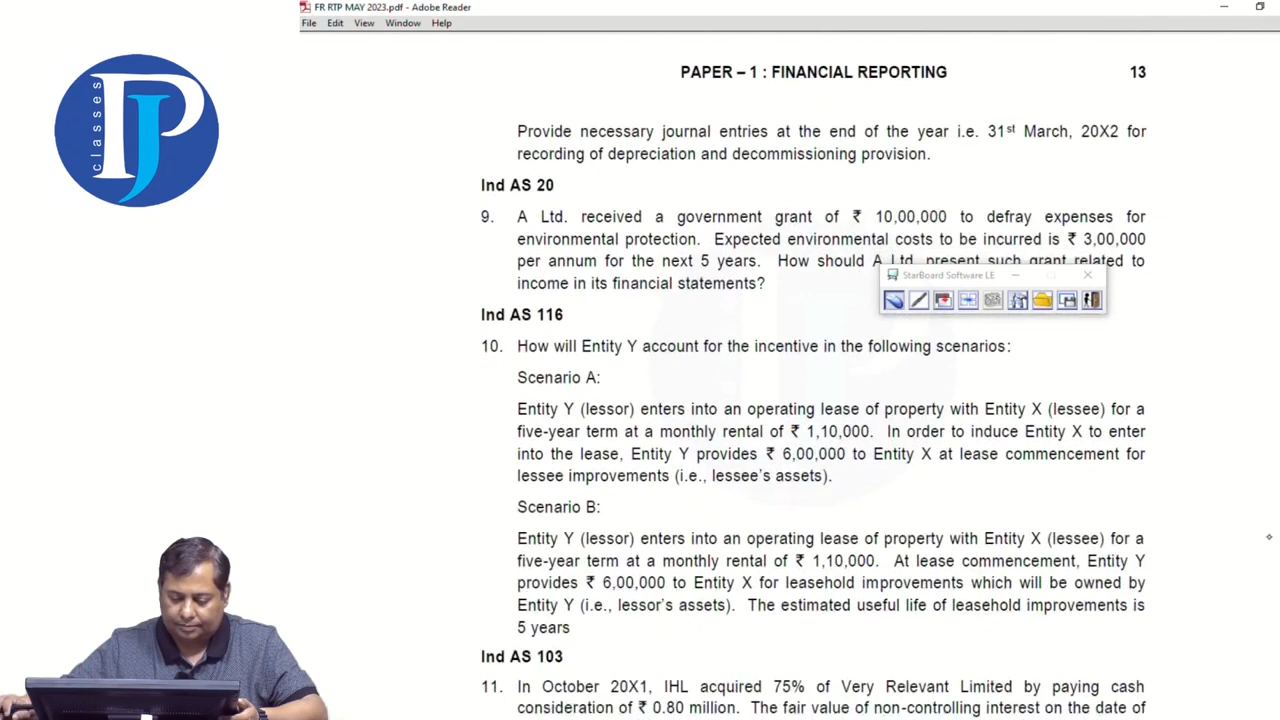 FR RTP MAY 2023.pdf - Adobe Reader
File Edit View Window Help
classes
PJ
PAPER – 1 : FINANCIAL REPORTING 13
Provide necessary journal entries at the end of the year i.e. 31st March, 20X2 for
recording of depreciation and decommissioning provision.
Ind AS 20
9. A Ltd. received a government grant of ₹ 10,00,000 to defray expenses for
environmental protection. Expected environmental costs to be incurred is ₹ 3,00,000
per annum for the next 5 years. How should A Ltd. present such grant related to
income in its financial statements?
StarBoard Software LE
Ind AS 116
10. How will Entity Y account for the incentive in the following scenarios:
Scenario A:
Entity Y (lessor) enters into an operating lease of property with Entity X (lessee) for a
five-year term at a monthly rental of ₹ 1,10,000. In order to induce Entity X to enter
into the lease, Entity Y provides ₹ 6,00,000 to Entity X at lease commencement for
lessee improvements (i.e., lessee's assets).
Scenario B:
Entity Y (lessor) enters into an operating lease of property with Entity X (lessee) for a
five-year term at a monthly rental of ₹ 1,10,000. At lease commencement, Entity Y
provides ₹ 6,00,000 to Entity X for leasehold improvements which will be owned by
Entity Y (i.e., lessor's assets). The estimated useful life of leasehold improvements is
5 years
Ind AS 103
11. In October 20X1, IHL acquired 75% of Very Relevant Limited by paying cash
consideration of ₹ 0.80 million. The fair value of non-controlling interest on the date of